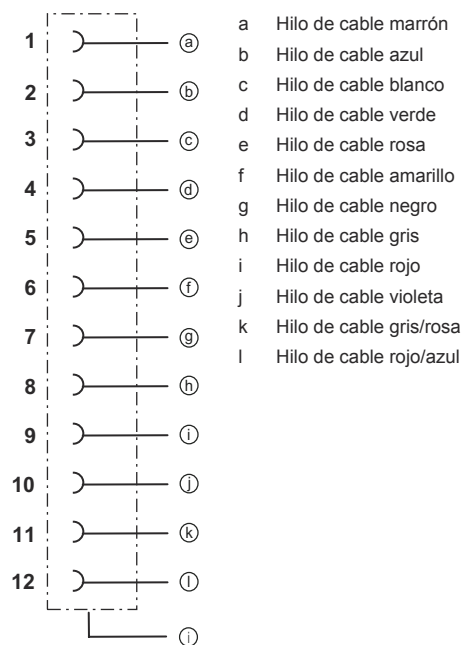 1 a
2 b
3 c
4 d
5 e
6 f
7 g
8 h
9 i
10 j
11 k
12 l
i
a Hilo de cable marrón
b Hilo de cable azul
c Hilo de cable blanco
d Hilo de cable verde
e Hilo de cable rosa
f Hilo de cable amarillo
g Hilo de cable negro
h Hilo de cable gris
i Hilo de cable rojo
j Hilo de cable violeta
k Hilo de cable gris/rosa
l Hilo de cable rojo/azul